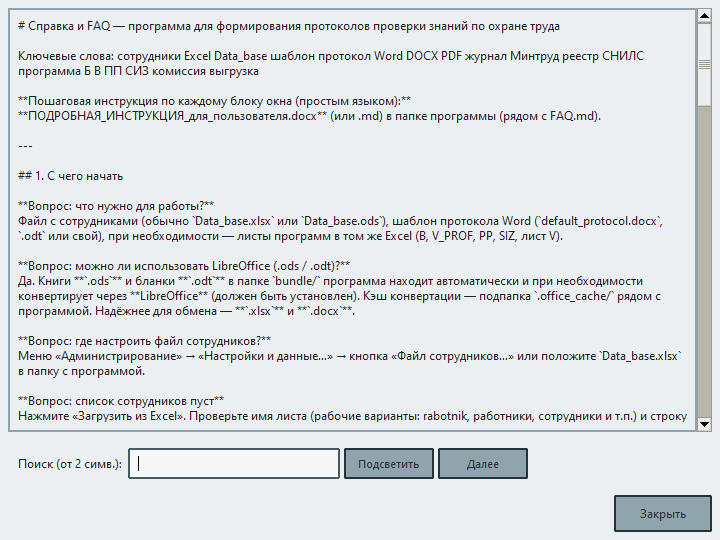 # Справка и FAQ — программа для формирования протоколов проверки знаний по охране труда
Ключевые слова: сотрудники Excel Data_base шаблон протокол Word DOCX PDF журнал Минтруд реестр СНИЛС
программа Б В ПП СИЗ комиссия выгрузка
**Пошаговая инструкция по каждому блоку окна (простым языком):**
**ПОДРОБНАЯ_ИНСТРУКЦИЯ_для_пользователя.docx** (или .md) в папке программы (рядом с FAQ.md).
---
## 1. С чего начать
**Вопрос: что нужно для работы?**
Файл с сотрудниками (обычно `Data_base.xlsx` или `Data_base.ods`), шаблон протокола Word (`default_protocol.docx`,
`.odt` или свой), при необходимости — листы программ в том же Excel (B, V_PROF, PP, SIZ, лист V).
**Вопрос: можно ли использовать LibreOffice (.ods / .odt)?**
Да. Книги **`.ods`** и бланки **`.odt`** в папке `bundle/` программа находит автоматически и при необходимости
конвертирует через **LibreOffice** (должен быть установлен). Кэш конвертации — подпапка `.office_cache/` рядом с
программой. Надёжнее для обмена — **`.xlsx`** и **`.docx`**.
**Вопрос: где настроить файл сотрудников?**
Меню «Администрирование» → «Настройки и данные...» → кнопка «Файл сотрудников...» или положите `Data_base.xlsx`
в папку с программой.
**Вопрос: список сотрудников пуст**
Нажмите «Загрузить из Excel». Проверьте имя листа (рабочие варианты: rabotnik, работники, сотрудники и т.п.) и строку
Поиск (от 2 симв.):
Подсветить
Далее
Закрыть